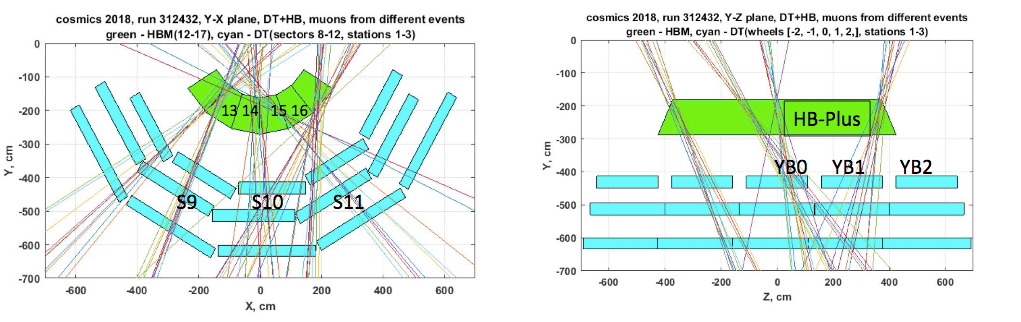 cosmics 2018, run 312432, Y-X plane, DT+HB, muons from different events
green - HBM(12-17), cyan - DT(sectors 8-12, stations 1-3)
0
-100
-200
-300
-400
-500
-600
-700
Y, cm
13 14 15 16
S9 S10 S11
-600 -400 -200 0 200 400 600
X, cm
cosmics 2018, run 312432, Y-Z plane, DT+HB, muons from different events
green - HBM, cyan - DT(wheels [-2, -1, 0, 1, 2,], stations 1-3)
0
-100
-200
-300
-400
-500
-600
-700
Y, cm
HB-Plus
YB0 YB1 YB2
-600 -400 -200 0 200 400 600
Z, cm